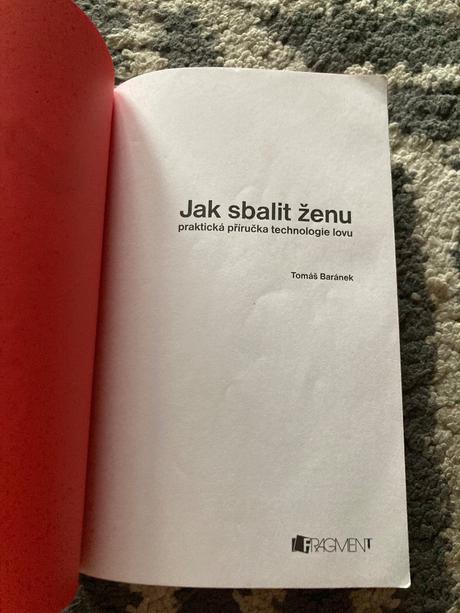 Jak sbalit ženu
praktická příručka technologie lovu
Tomáš Baránek
FRAGMENT